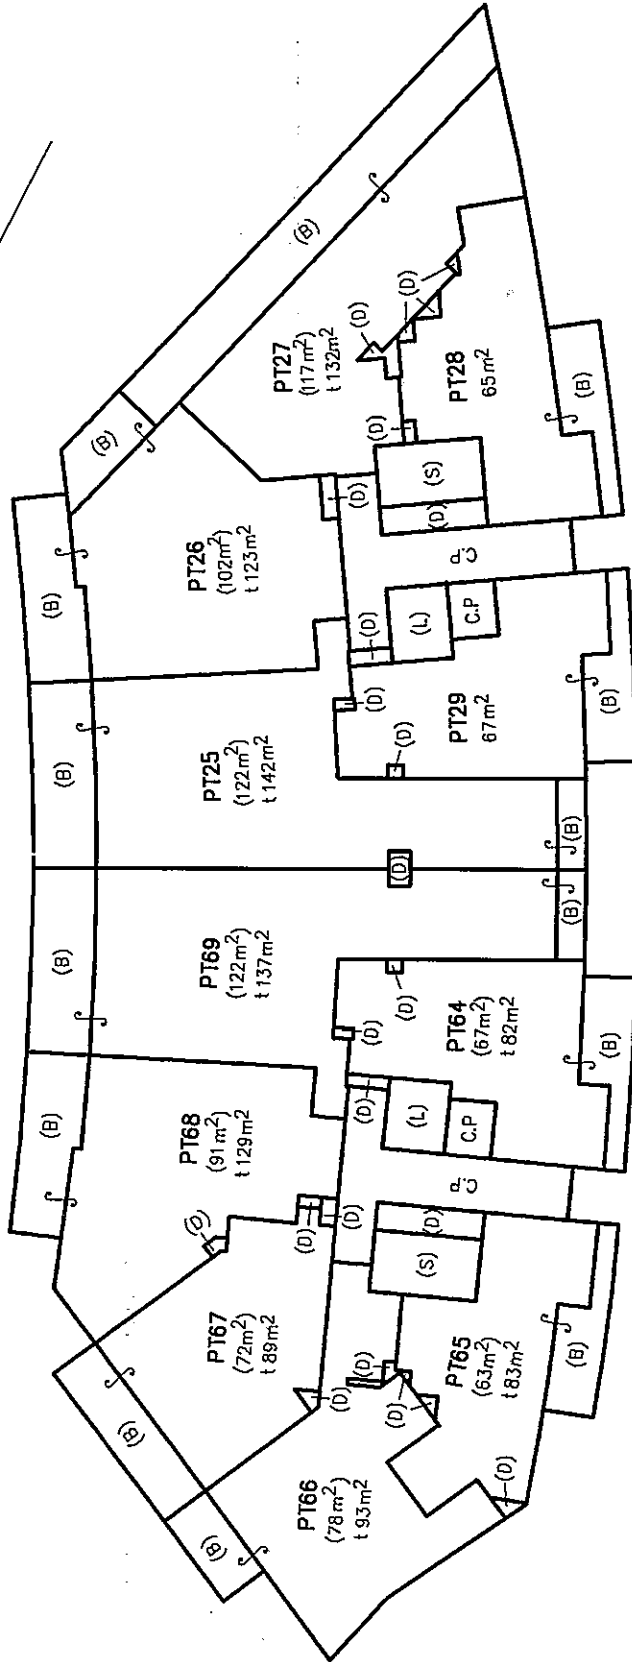 (B)
(B)
PT27
(117m²)
t 132m²
(D)
(D)
(D)
PT28
65m²
(B)
(B)
PT26
(102m²)
t 123m²
(D)
(S)
(D)
(D)
(L)
C.P
(B)
PT25
(122m²)
t 142m²
(D)
(D)
PT29
67m²
(B)
(D)
(B)
(B)
(B)
PT69
(122m²)
t 137m²
(D)
(D)
PT64
(67m²)
t 82m²
(B)
(B)
PT68
(91m²)
t 129m²
(D)
(L)
C.P
(D)
(D)
(D)
(D)
(S)
PT67
(72m²)
t 89m²
(D)
(D)
(D)
PT65
(63m²)
t 83m²
(B)
(B)
(B)
PT66
(78m²)
t 93m²
(D)